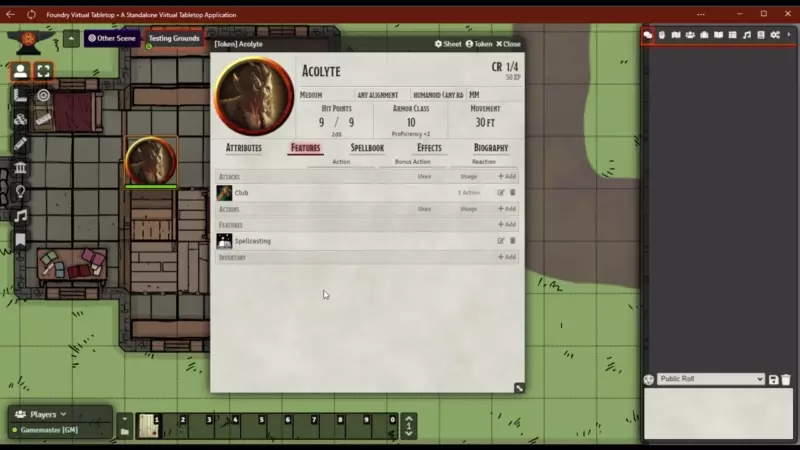 Foundry Virtual Tabletop • A Standalone Virtual Tabletop Application
Other Scene
Testing Grounds
[Token] Acolyte
Sheet
Token
Close
ACOLYTE
CR 1/4
50 XP
MEDIUM
ANY ALIGNMENT
HUMANOID (ANY RA
MM
HIT POINTS
ARMOR CLASS
MOVEMENT
9 / 9
10
30 FT
2d8
Proficiency +2
ATTRIBUTES
FEATURES
SPELLBOOK
EFFECTS
BIOGRAPHY
Action
Bonus Action
Reaction
ATTACKS
Uses
Usage
+ Add
Club
1 Action
ACTIONS
Uses
Usage
+ Add
FEATURES
+ Add
Spellcasting
INVENTORY
+ Add
Public Roll
Players
Gamemaster [GM]
1
2
3
4
5
6
7
8
9
0
1